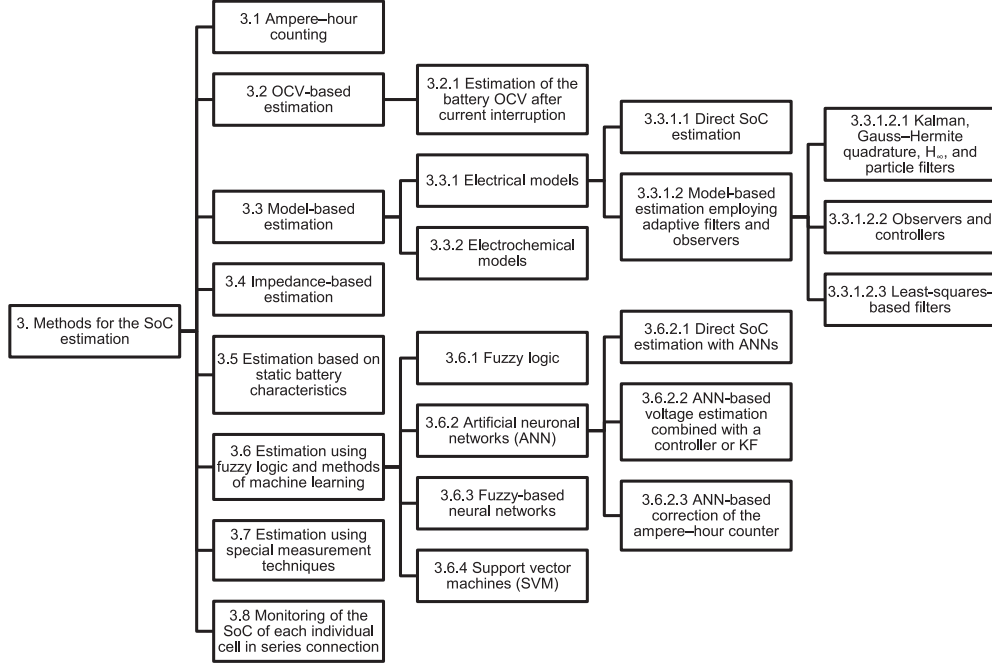 3. Methods for the SoC
estimation
3.1 Ampere–hour
counting
3.2 OCV-based
estimation
3.2.1 Estimation of the
battery OCV after
current interruption
3.3 Model-based
estimation
3.3.1 Electrical models
3.3.1.1 Direct SoC
estimation
3.3.1.2 Model-based
estimation employing
adaptive filters and
observers
3.3.1.2.1 Kalman,
Gauss–Hermite
quadrature, H∞, and
particle filters
3.3.1.2.2 Observers and
controllers
3.3.1.2.3 Least-squares-
based filters
3.3.2 Electrochemical
models
3.4 Impedance-based
estimation
3.5 Estimation based on
static battery
characteristics
3.6 Estimation using
fuzzy logic and methods
of machine learning
3.6.1 Fuzzy logic
3.6.2 Artificial neuronal
networks (ANN)
3.6.2.1 Direct SoC
estimation with ANNs
3.6.2.2 ANN-based
voltage estimation
combined with a
controller or KF
3.6.2.3 ANN-based
correction of the
ampere–hour counter
3.6.3 Fuzzy-based
neural networks
3.6.4 Support vector
machines (SVM)
3.7 Estimation using
special measurement
techniques
3.8 Monitoring of the
SoC of each individual
cell in series connection